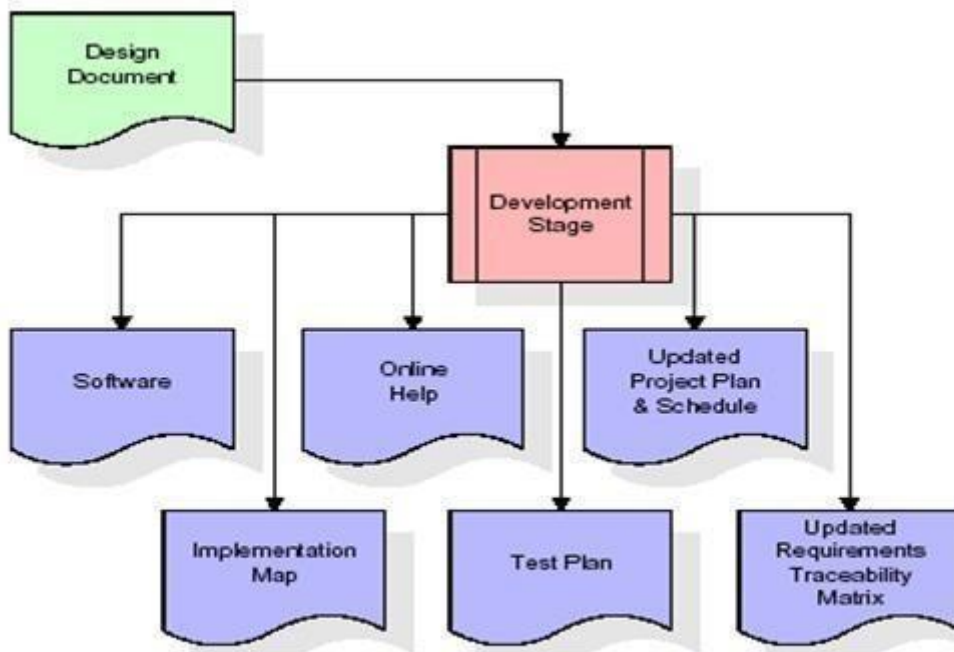 Design
Document
Development
Stage
Software
Online
Help
Updated
Project Plan
& Schedule
Implementation
Map
Test Plan
Updated
Requirements
Traceability
Matrix